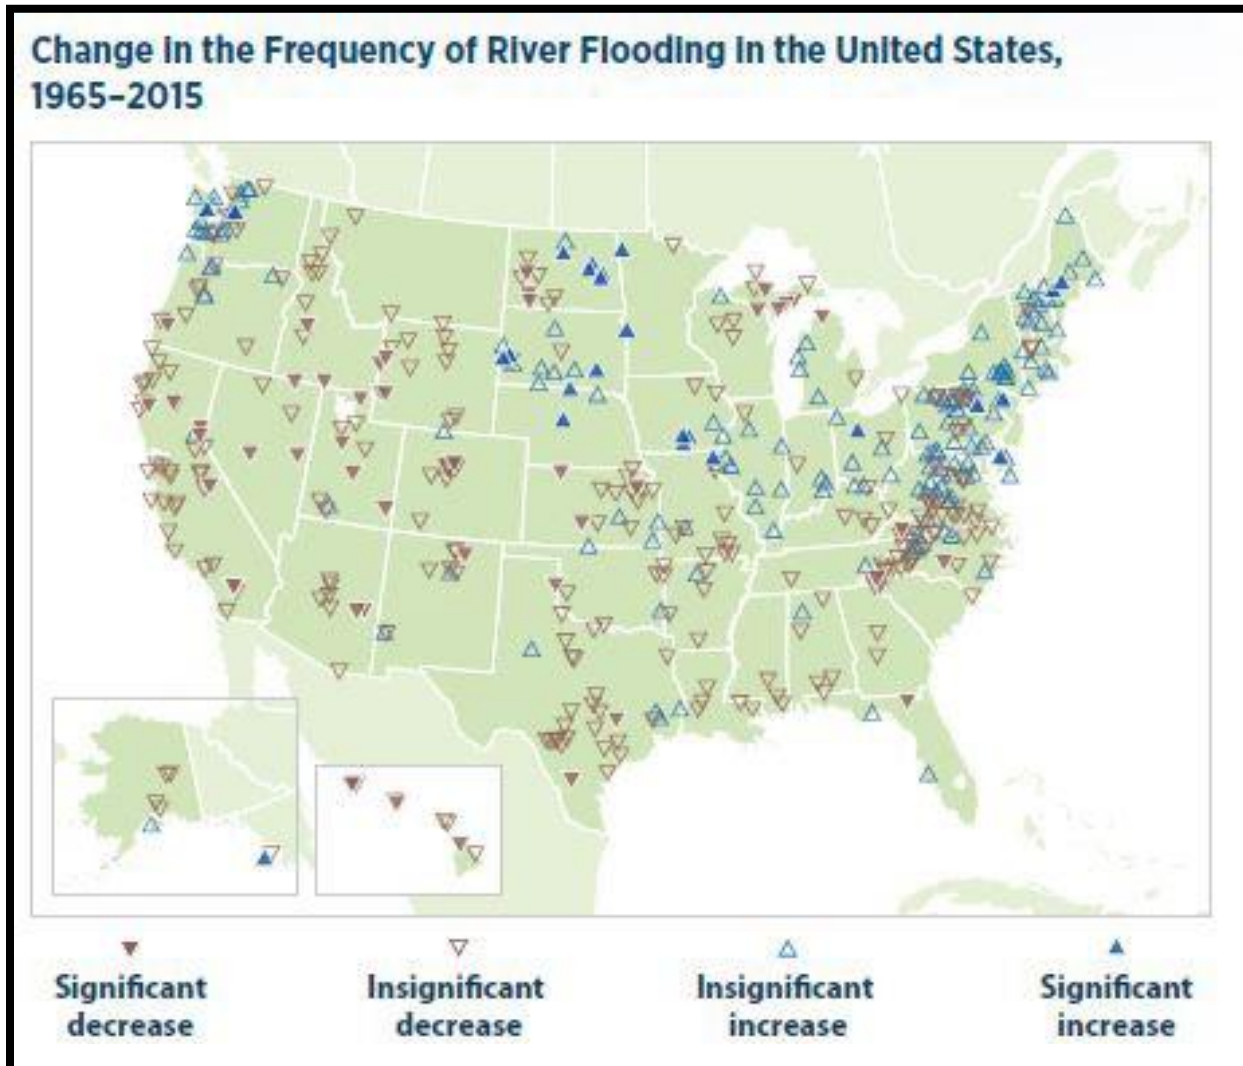 Change in the Frequency of River Flooding in the United States,
1965–2015
Significant
decrease
Insignificant
decrease
Insignificant
increase
Significant
increase